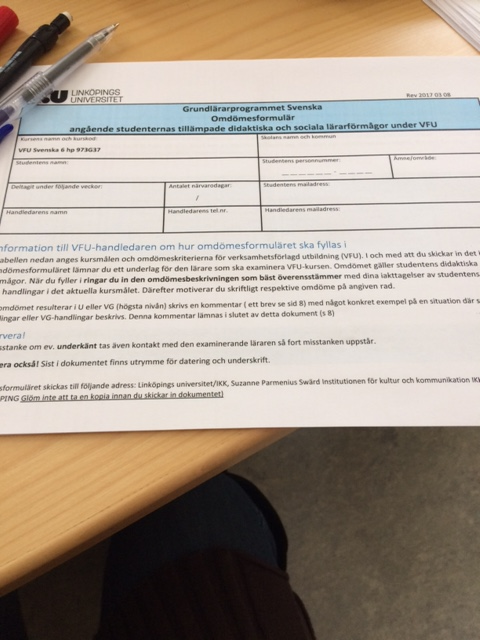 LINKÖPINGS
UNIVERSITET
Rev 2017 03 08
Grundlärarprogrammet Svenska
Omdömesformulär
angående studenternas tillämpade didaktiska och sociala lärarförmågor under VFU
Kursens namn och kurskod:
Skolans namn och kommun
VFU Svenska 6 hp 973G37
Studentens namn:
Studentens personnummer:
Ämne/område:
Deltagit under följande veckor:
Antalet närvarodagar:
Studentens mailadress:
/
Handledarens namn
Handledarens tel.nr.
Handledarens mailadress:
nformation till VFU-handledaren om hur omdömesformuläret ska fyllas i
abellen nedan anges kursmålen och omdömeskriterierna för verksamhetsförlagd utbildning (VFU). I och med att du skickar in det
dömesformuläret lämnar du ett underlag för den lärare som ska examinera VFU-kursen. Omdömet gäller studentens didaktiska
mågor. När du fyller i ringar du in den omdömesbeskrivningen som bäst överensstämmer med dina iakttagelser av studentens
handlingar i det aktuella kursmålet. Därefter motiverar du skriftligt respektive omdöme på angiven rad.
omdömet resulterar i U eller VG (högsta nivån) skrivs en kommentar ( ett brev se sid 8) med något konkret exempel på en situation där s
lingar eller VG-handlingar beskrivs. Denna kommentar lämnas i slutet av detta dokument (s 8)
rvera!
sstanke om ev. underkänt tas även kontakt med den examinerande läraren så fort misstanken uppstår.
era också! Sist i dokumentet finns utrymme för datering och underskrift.
sformuläret skickas till följande adress: Linköpings universitet/IKK, Suzanne Parmenius Swärd Institutionen för kultur och kommunikation IK
PING Glöm inte att ta en kopia innan du skickar in dokumentet)